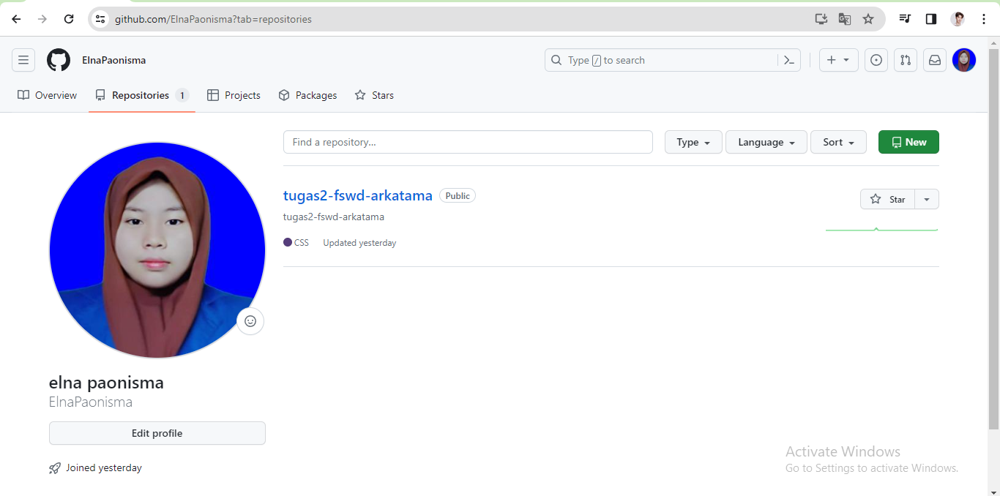 github.com/ElnaPaonisma?tab=repositories
ElnaPaonisma
Type / to search
Overview
Repositories 1
Projects
Packages
Stars
Find a repository...
Type
Language
Sort
New
tugas2-fswd-arkatama Public
Star
tugas2-fswd-arkatama
CSS Updated yesterday
elna paonisma
ElnaPaonisma
Edit profile
Joined yesterday
Activate Windows
Go to Settings to activate Windows.